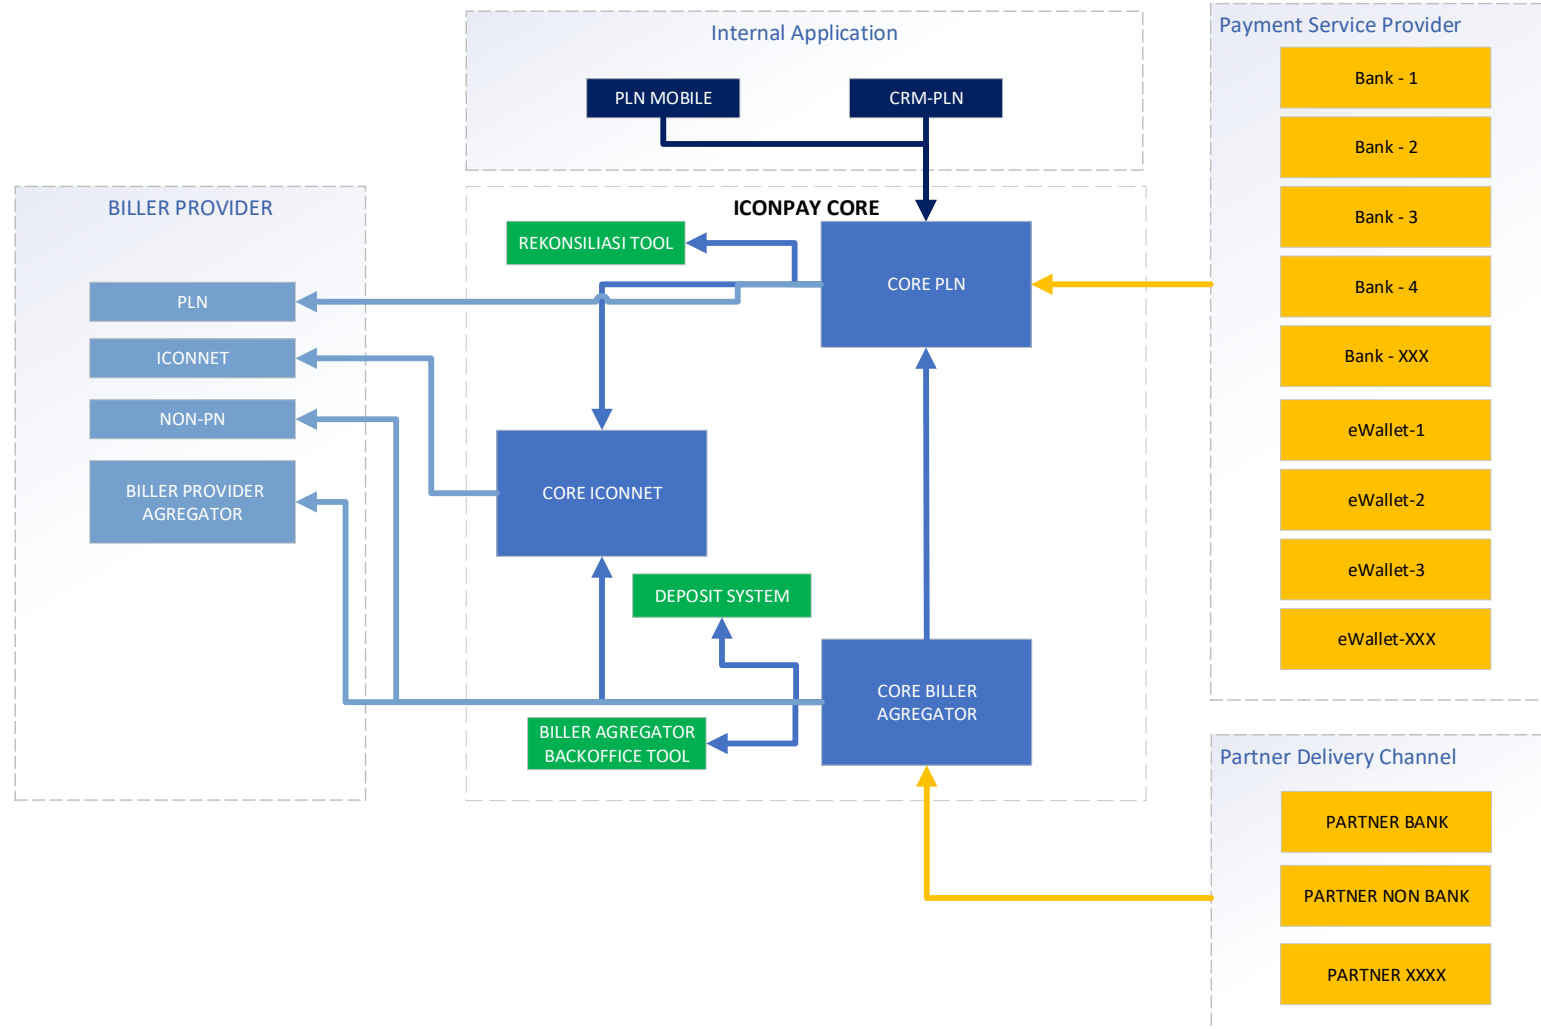 Internal Application
PLN MOBILE
CRM-PLN
Payment Service Provider
Bank - 1
Bank - 2
Bank - 3
Bank - 4
Bank - XXX
eWallet-1
eWallet-2
eWallet-3
eWallet-XXX
BILLER PROVIDER
PLN
ICONNET
NON-PN
BILLER PROVIDER
AGREGATOR
ICONPAY CORE
REKONSILIASI TOOL
CORE PLN
CORE ICONNET
DEPOSIT SYSTEM
CORE BILLER
AGREGATOR
BILLER AGREGATOR
BACKOFFICE TOOL
Partner Delivery Channel
PARTNER BANK
PARTNER NON BANK
PARTNER XXXX